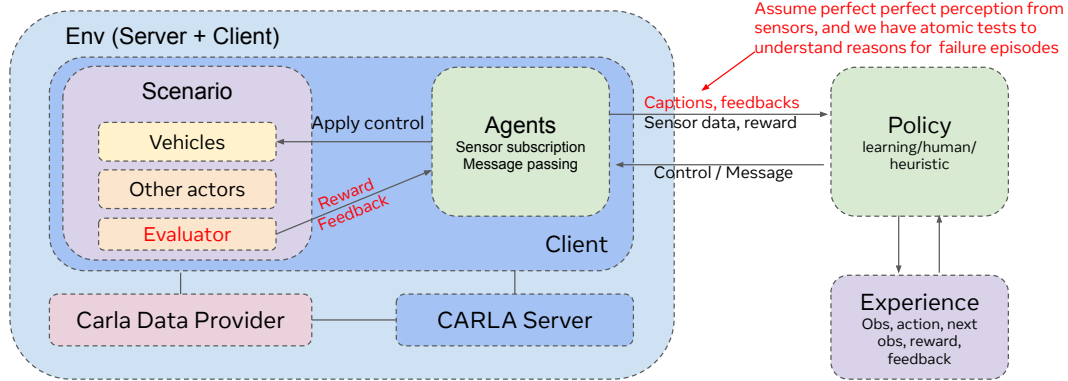 Assume perfect perfect perception from
sensors, and we have atomic tests to
understand reasons for failure episodes
Env (Server + Client)
Scenario
Vehicles
Other actors
Evaluator
Apply control
Reward
Feedback
Agents
Sensor subscription
Message passing
Client
Captions, feedbacks
Sensor data, reward
Control / Message
Policy
learning/human/
heuristic
Carla Data Provider
CARLA Server
Experience
Obs, action, next
obs, reward,
feedback